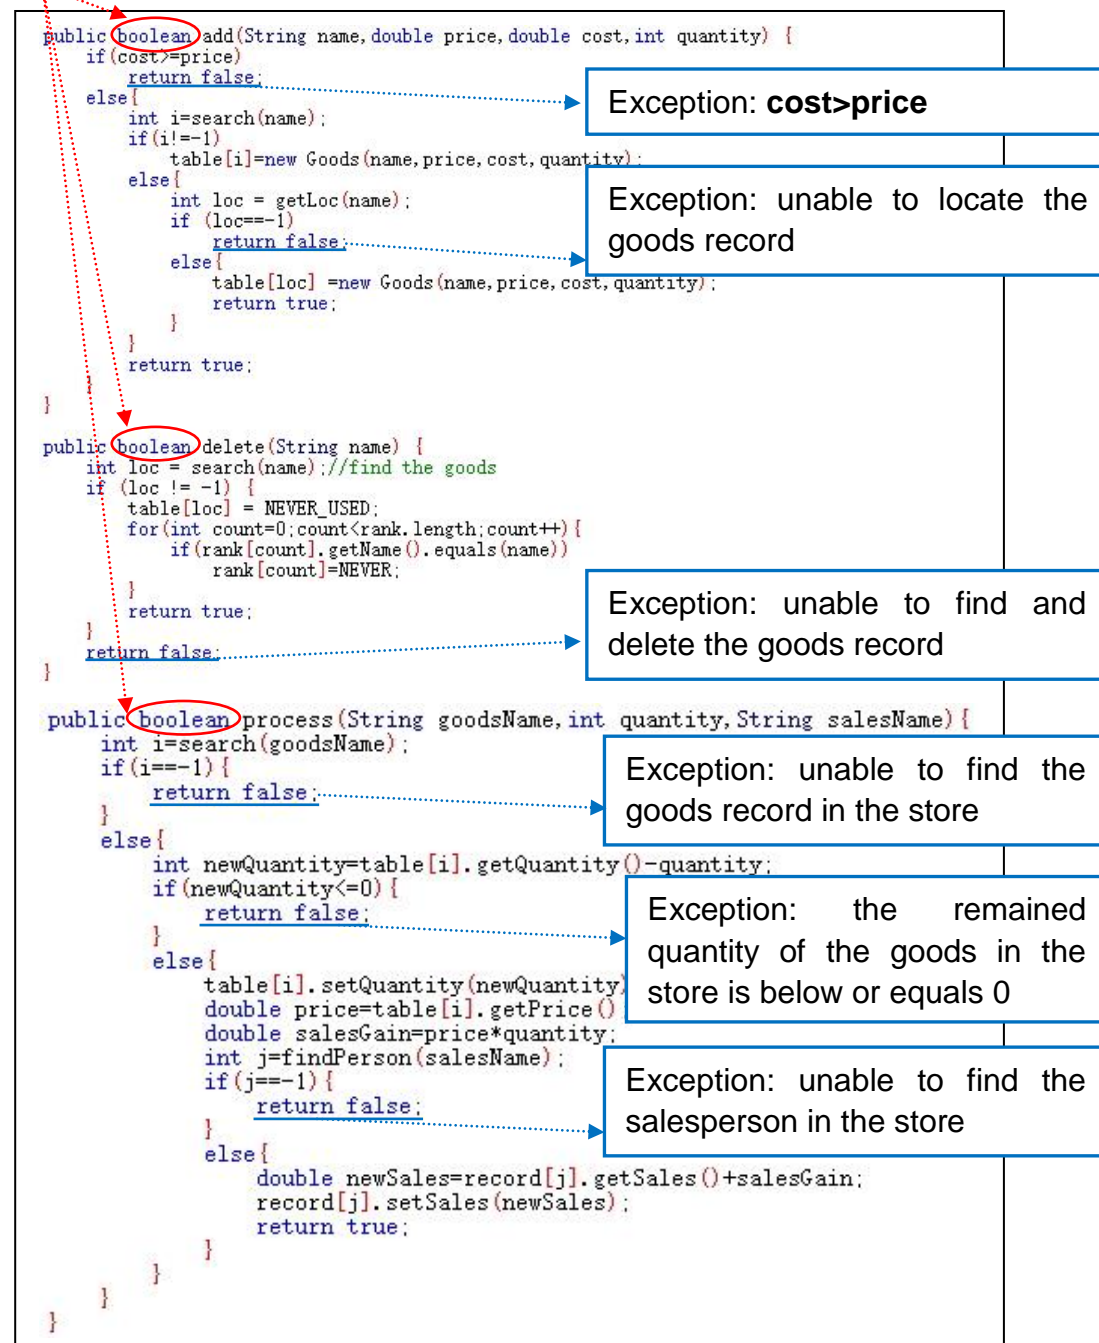 public boolean add(String name,double price,double cost,int quantity) {
if(cost>=price)
return false;
else{
Exception: cost>price
int i=search(name);
if(i!=-1)
table[i]=new Goods(name,price,cost,quantity);
else{
int loc = getLoc(name);
if (loc==-1)
return false;
Exception: unable to locate the
goods record
else{
table[loc] =new Goods(name,price,cost,quantity);
return true;
}
}
return true;
}
}
public boolean delete(String name) {
int loc = search(name);//find the goods
if (loc != -1) {
table[loc] = NEVER_USED;
for(int count=0;count<rank.length;count++){
if(rank[count].getName().equals(name))
rank[count]=NEVER;
}
return true;
}
return false;
Exception: unable to find and
delete the goods record
}
public boolean process(String goodsName,int quantity,String salesName){
int i=search(goodsName);
if(i==-1){
return false;
Exception: unable to find the
goods record in the store
}
else{
int newQuantity=table[i].getQuantity()-quantity;
if(newQuantity<=0){
return false;
Exception: the remained
quantity of the goods in the
store is below or equals 0
}
else{
table[i].setQuantity(newQuantity)
double price=table[i].getPrice()
double salesGain=price*quantity;
int j=findPerson(salesName);
if(j==-1){
return false;
Exception: unable to find the
salesperson in the store
}
else{
double newSales=record[j].getSales()+salesGain;
record[j].setSales(newSales);
return true;
}
}
}
}